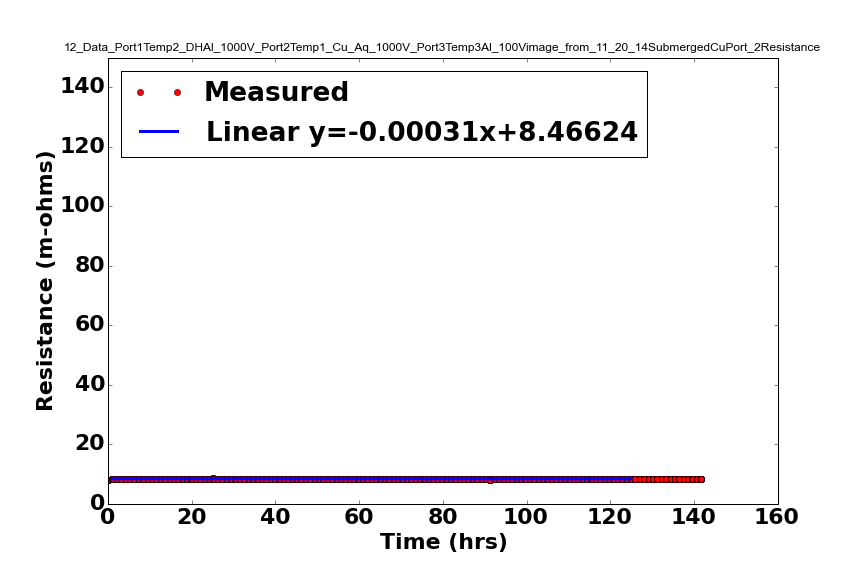 12_Data_Port1Temp2_DHAl_1000V_Port2Temp1_Cu_Aq_1000V_Port3Temp3Al_100Vimage_from_11_20_14SubmergedCuPort_2Resistance
Measured
Linear y=-0.00031x+8.46624
Resistance (m-ohms)
140
120
100
80
60
40
20
0
0 20 40 60 80 100 120 140 160
Time (hrs)